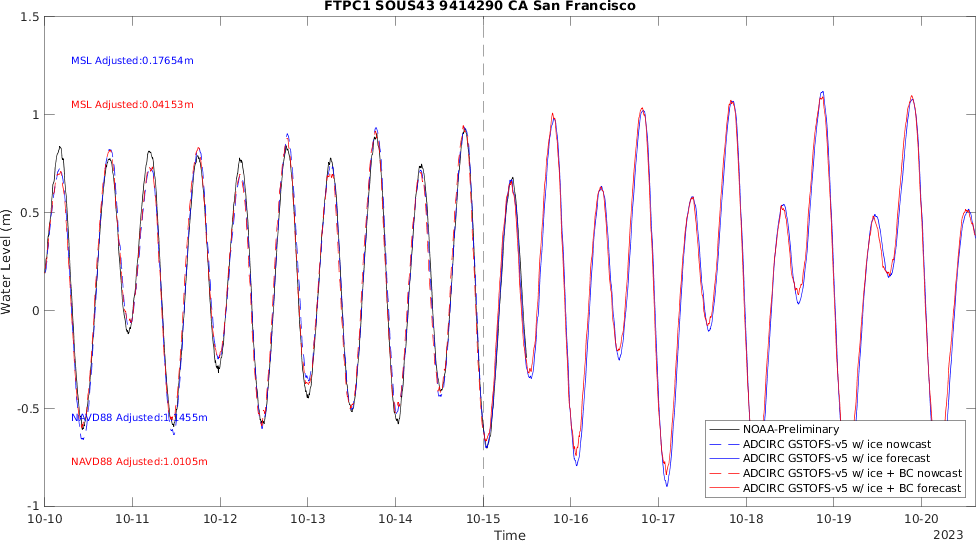 FTPC1 SOUS43 9414290 CA San Francisco
1.5
MSL Adjusted:0.17654m
MSL Adjusted:0.04153m
1
0.5
Water Level (m)
0
-0.5
NAVD88 Adjusted:1.1455m
NAVD88 Adjusted:1.0105m
NOAA-Preliminary
ADCIRC GSTOFS-v5 w/ ice nowcast
ADCIRC GSTOFS-v5 w/ ice forecast
ADCIRC GSTOFS-v5 w/ ice + BC nowcast
ADCIRC GSTOFS-v5 w/ ice + BC forecast
-1
10-10 10-11 10-12 10-13 10-14 10-15 10-16 10-17 10-18 10-19 10-20
Time
2023